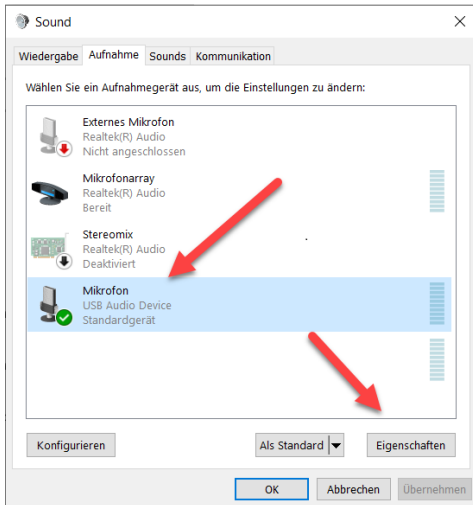 Sound
Wiedergabe Aufnahme Sounds Kommunikation
Wählen Sie ein Aufnahmegerät aus, um die Einstellungen zu ändern:
Externes Mikrofon
Realtek(R) Audio
Nicht angeschlossen
Mikrofonarray
Realtek(R) Audio
Bereit
Stereomix
Realtek(R) Audio
Deaktiviert
Mikrofon
USB Audio Device
Standardgerät
Konfigurieren Als Standard Eigenschaften
OK Abbrechen Übernehmen